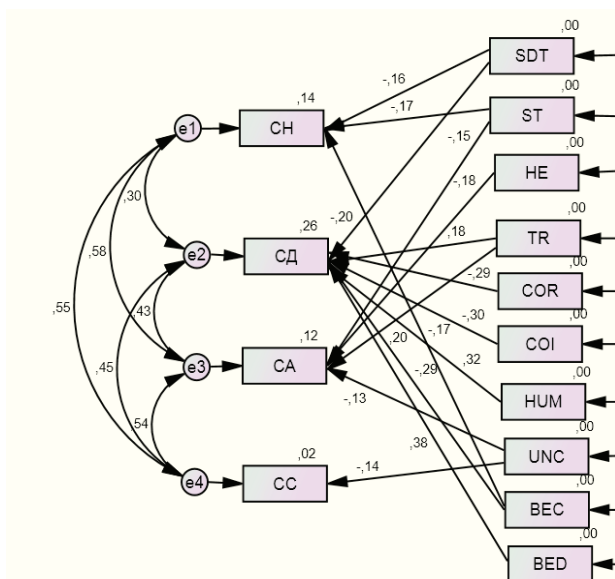 ,00
SDT
,14
-,16
,00
e1
CH
-,17
ST
-,15
,00
,30
-,18
HE
-,20
,00
,26
,18
TR
,58
e2
СД
-,29
,00
COR
,55
,43
-,30
,00
,12
,20
-,17
COI
,45
e3
CA
-,29
,32
,00
HUM
-,13
,00
,54
,02
,38
UNC
e4
CC
-,14
,00
BEC
,00
BED